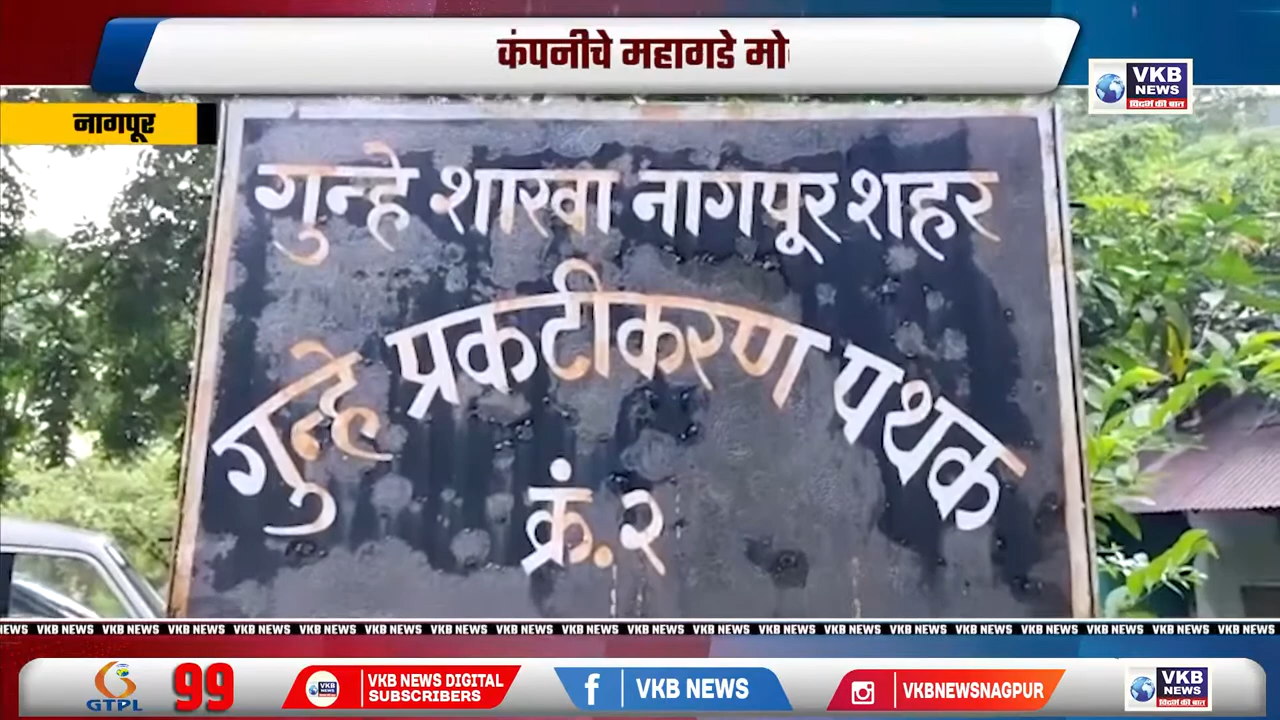 कंपनीचे महागडे
VKB
NEWS
विदर्भ की बात
नागपूर
गुन्हे शाखा नागपूर शहर
गुन्हे प्रकटीकरण पथक
क्रं. २
NEWS VKB NEWS VKB NEWS VKB NEWS VKB NEWS VKB NEWS VKB NEWS VKB NEWS VKB NEWS VKB NEWS VKB NEWS VKB NEWS VKB NEWS VKB NEWS VKB NEWS VKB NEWS VKB NEWS VKB NEWS VKB NEWS VKB NEWS
GTPL
99
VKB NEWS DIGITAL
SUBSCRIBERS
VKB NEWS
VKBNEWSNAGPUR
VKB
NEWS
विदर्भ की बात